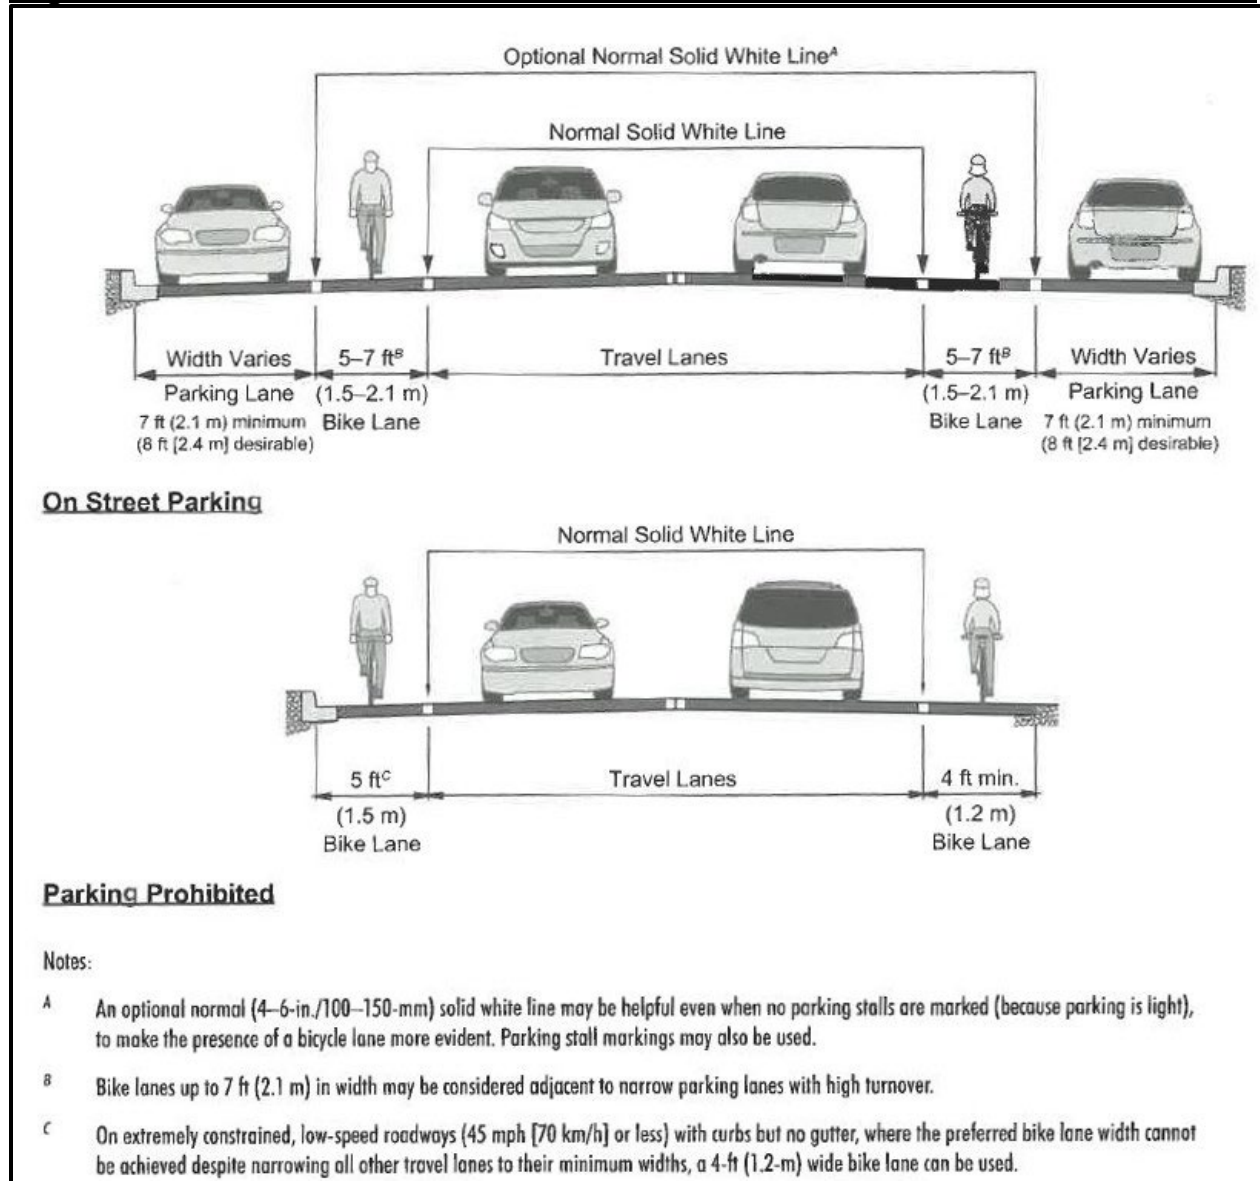 Optional Normal Solid White Lineᴬ
Normal Solid White Line
Width Varies
5–7 ftᴮ
Travel Lanes
5–7 ftᴮ
Width Varies
Parking Lane
(1.5–2.1 m)
(1.5–2.1 m)
Parking Lane
7 ft (2.1 m) minimum
Bike Lane
Bike Lane
7 ft (2.1 m) minimum
(8 ft [2.4 m] desirable)
(8 ft [2.4 m] desirable)
On Street Parking
Normal Solid White Line
5 ftᶜ
Travel Lanes
4 ft min.
(1.5 m)
(1.2 m)
Bike Lane
Bike Lane
Parking Prohibited
Notes:
A An optional normal (4–6-in./100–150-mm) solid white line may be helpful even when no parking stalls are marked (because parking is light),
to make the presence of a bicycle lane more evident. Parking stall markings may also be used.
B Bike lanes up to 7 ft (2.1 m) in width may be considered adjacent to narrow parking lanes with high turnover.
C On extremely constrained, low-speed roadways (45 mph [70 km/h] or less) with curbs but no gutter, where the preferred bike lane width cannot
be achieved despite narrowing all other travel lanes to their minimum widths, a 4-ft (1.2-m) wide bike lane can be used.